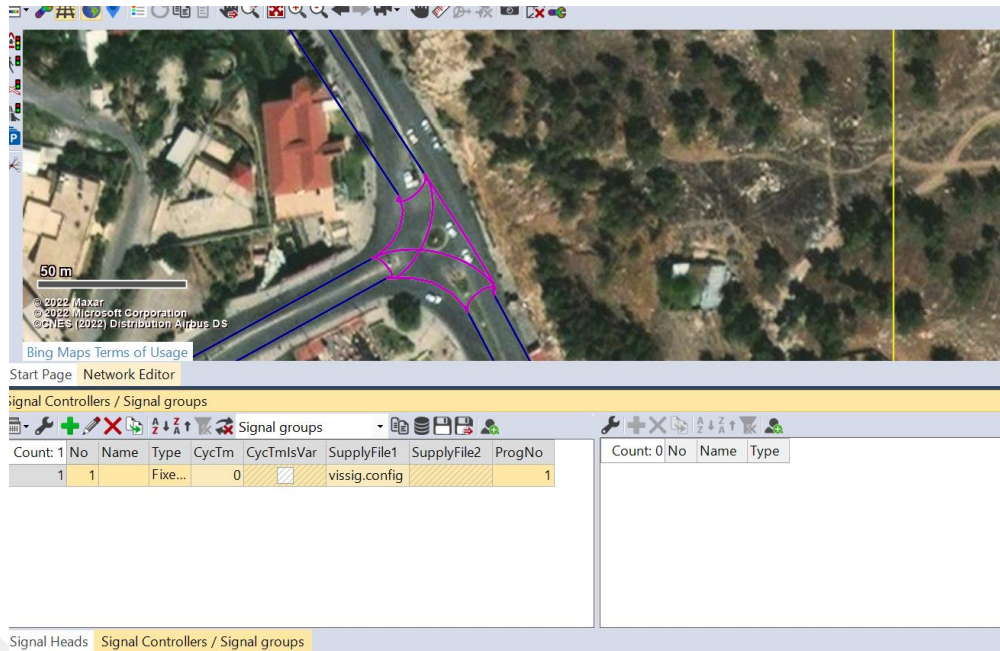 50 m
© 2022 Maxar
© 2022 Microsoft Corporation
©CNES (2022) Distribution Airbus DS
Bing Maps Terms of Usage
Start Page Network Editor
Signal Controllers / Signal groups
Signal groups
Count: 1 No Name Type CycTm CycTmIsVar SupplyFile1 SupplyFile2 ProgNo
1 1 Fixe... 0 vissig.config 1
Count: 0 No Name Type
Signal Heads Signal Controllers / Signal groups